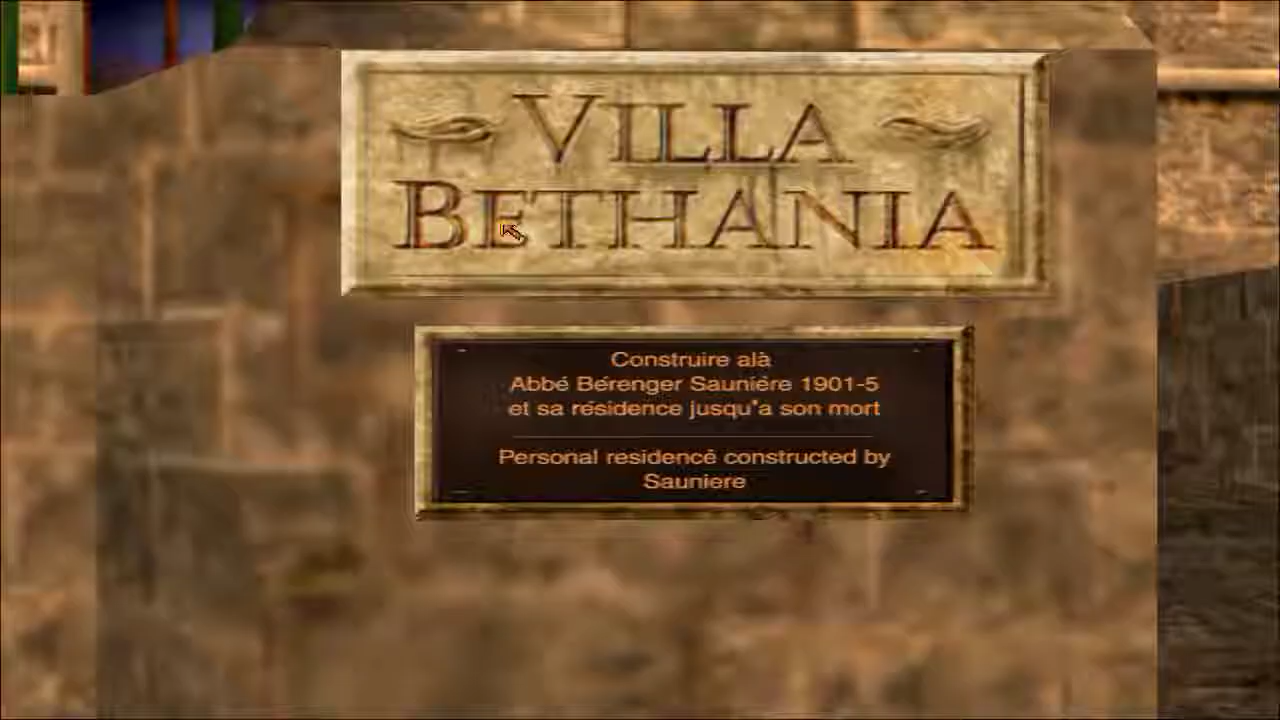 VILLA
BETHANIA
Construire alà
Abbé Bérenger Sauniére 1901-5
et sa résidence jusqu'a son mort
Personal residencé constructed by
Sauniere